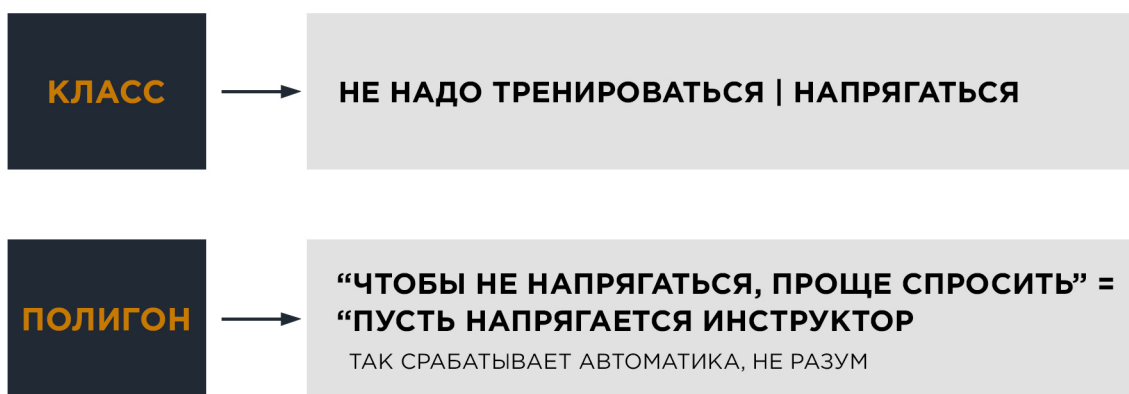 КЛАСС
НЕ НАДО ТРЕНИРОВАТЬСЯ | НАПРЯГАТЬСЯ
ПОЛИГОН
“ЧТОБЫ НЕ НАПРЯГАТЬСЯ, ПРОЩЕ СПРОСИТЬ” =
“ПУСТЬ НАПРЯГАЕТСЯ ИНСТРУКТОР
ТАК СРАБАТЫВАЕТ АВТОМАТИКА, НЕ РАЗУМ